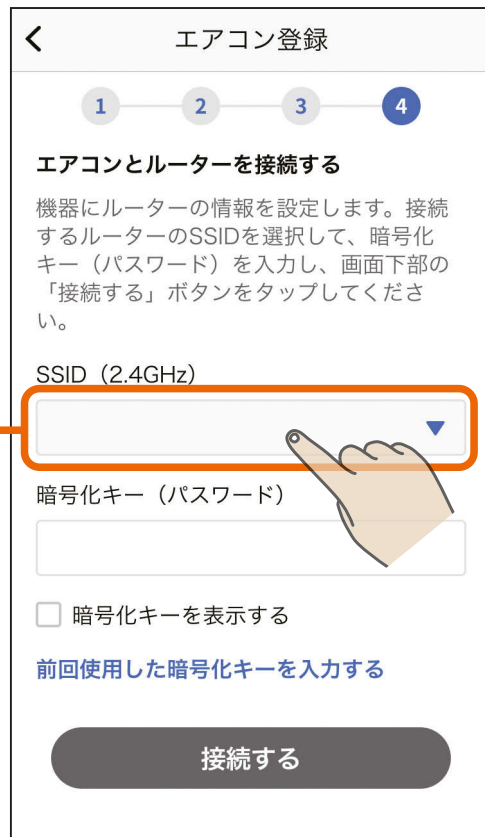 エアコン登録
1 2 3 4
エアコンとルーターを接続する
機器にルーターの情報を設定します。接続
するルーターのSSIDを選択して、暗号化
キー（パスワード）を入力し、画面下部の
「接続する」ボタンをタップしてくださ
い。
SSID（2.4GHz）
暗号化キー（パスワード）
暗号化キーを表示する
前回使用した暗号化キーを入力する
接続する